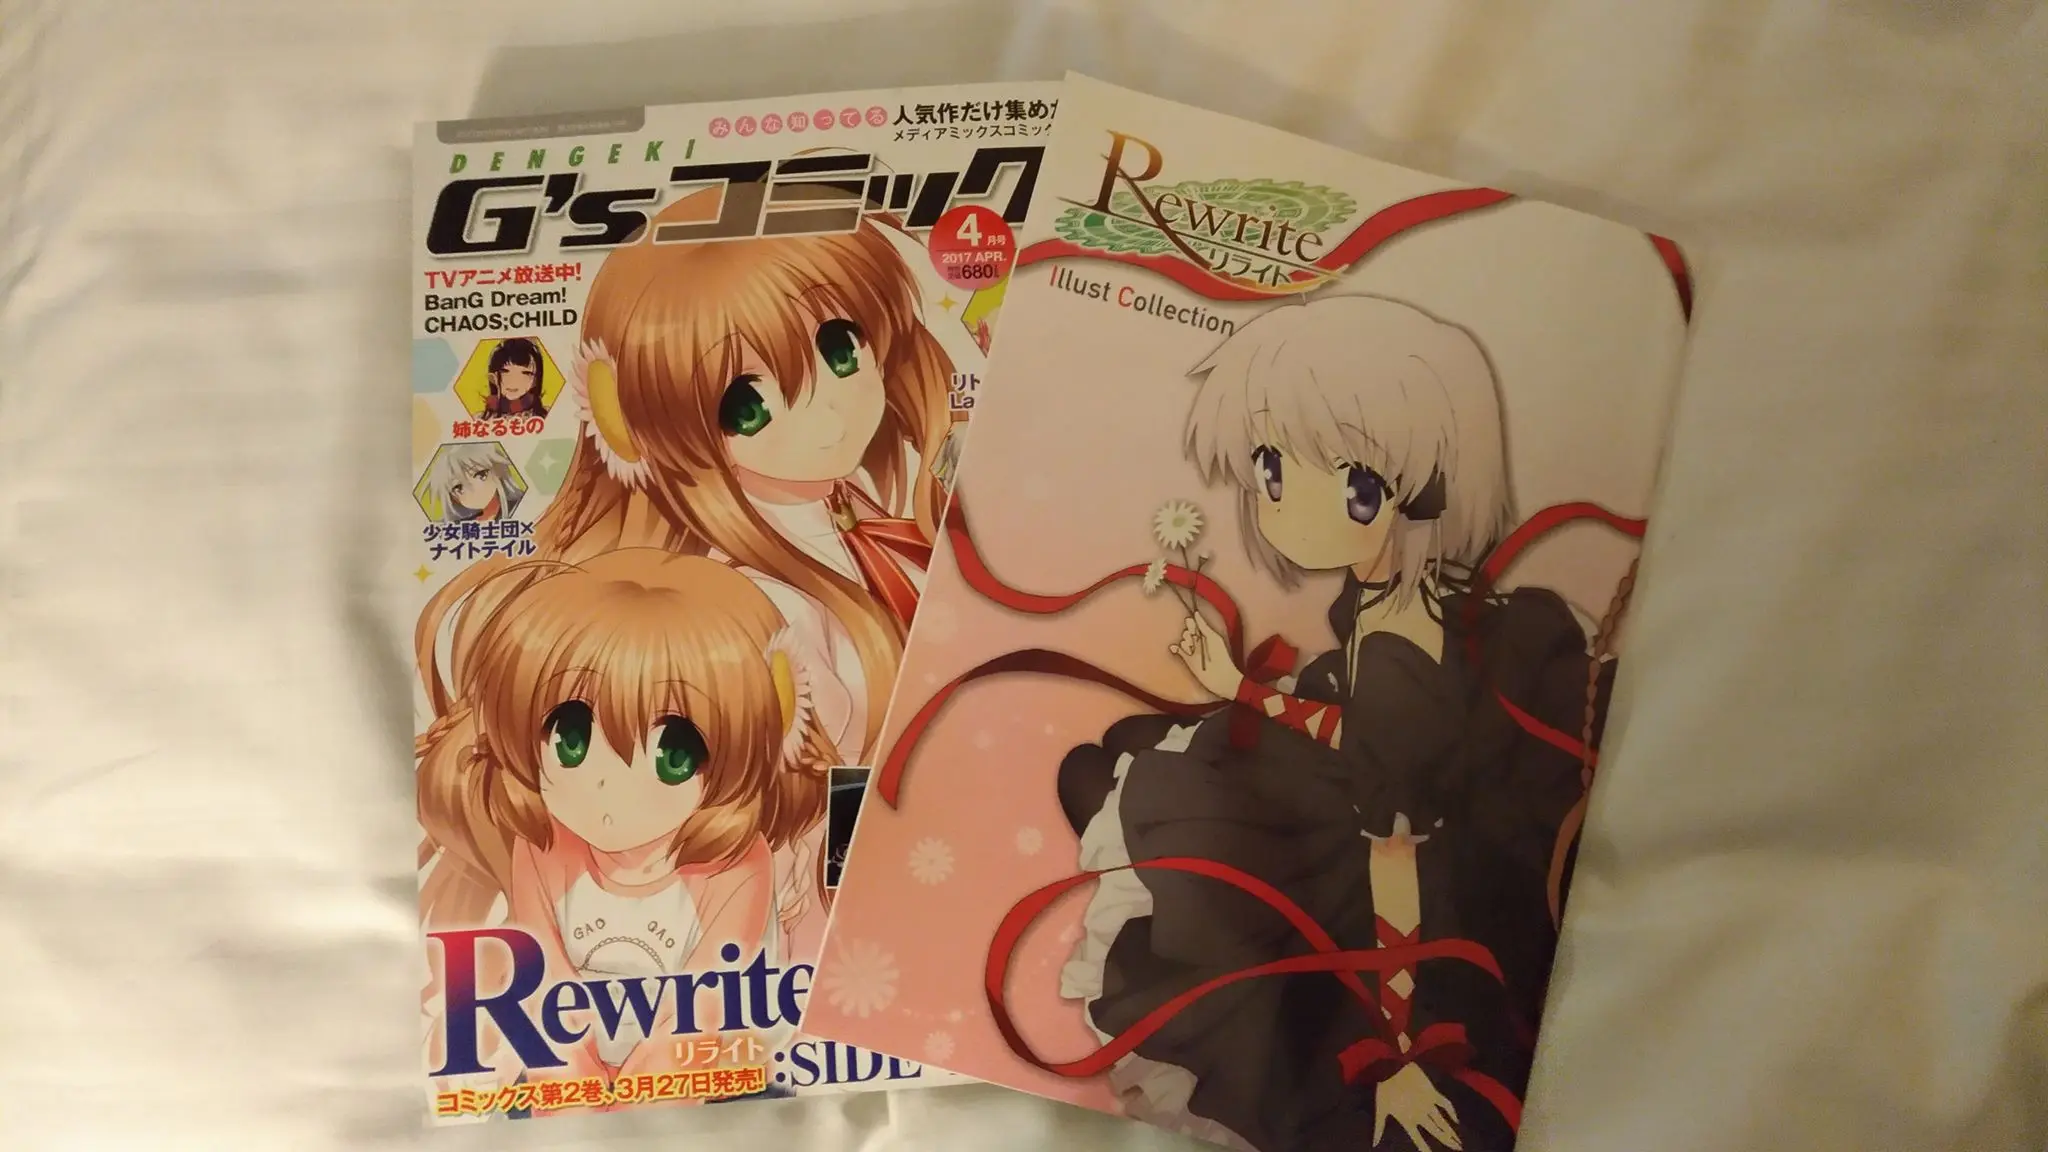 みんな知ってる
人気作だけ集めた
メディアミックスコミック
DENGEKI
G'sコミック
4月号
2017 APR.
680
TVアニメ放送中!
BanG Dream!
CHAOS;CHILD
姉なるもの
少女騎士団×
ナイトテイル
リト
La
GAO GAO
Rewrite
リライト
:SIDE
コミックス第2巻、3月27日発売!
Rewrite
リライト
Illust Collection